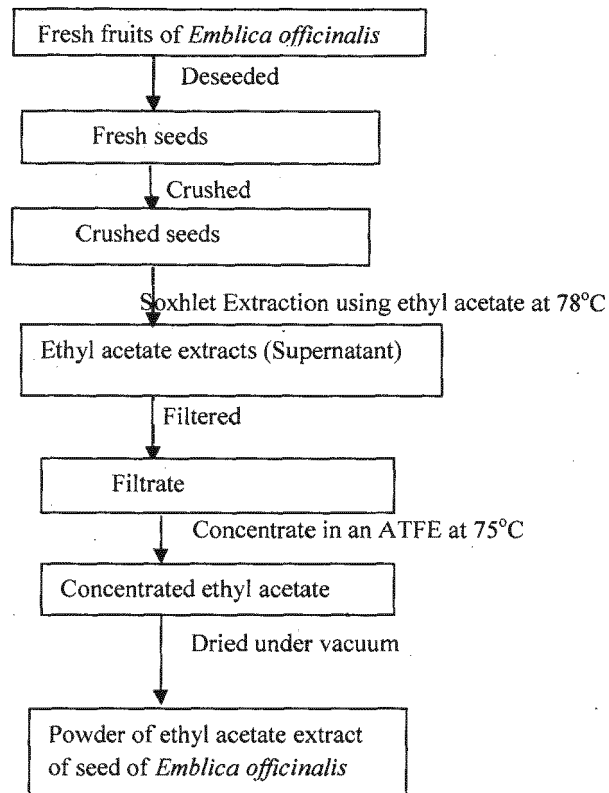 Fresh fruits of Emblica officinalis
Deseeded
Fresh seeds
Crushed
Crushed seeds
Soxhlet Extraction using ethyl acetate at 78°C
Ethyl acetate extracts (Supernatant)
Filtered
Filtrate
Concentrate in an ATFE at 75°C
Concentrated ethyl acetate
Dried under vacuum
Powder of ethyl acetate extract
of seed of Emblica officinalis